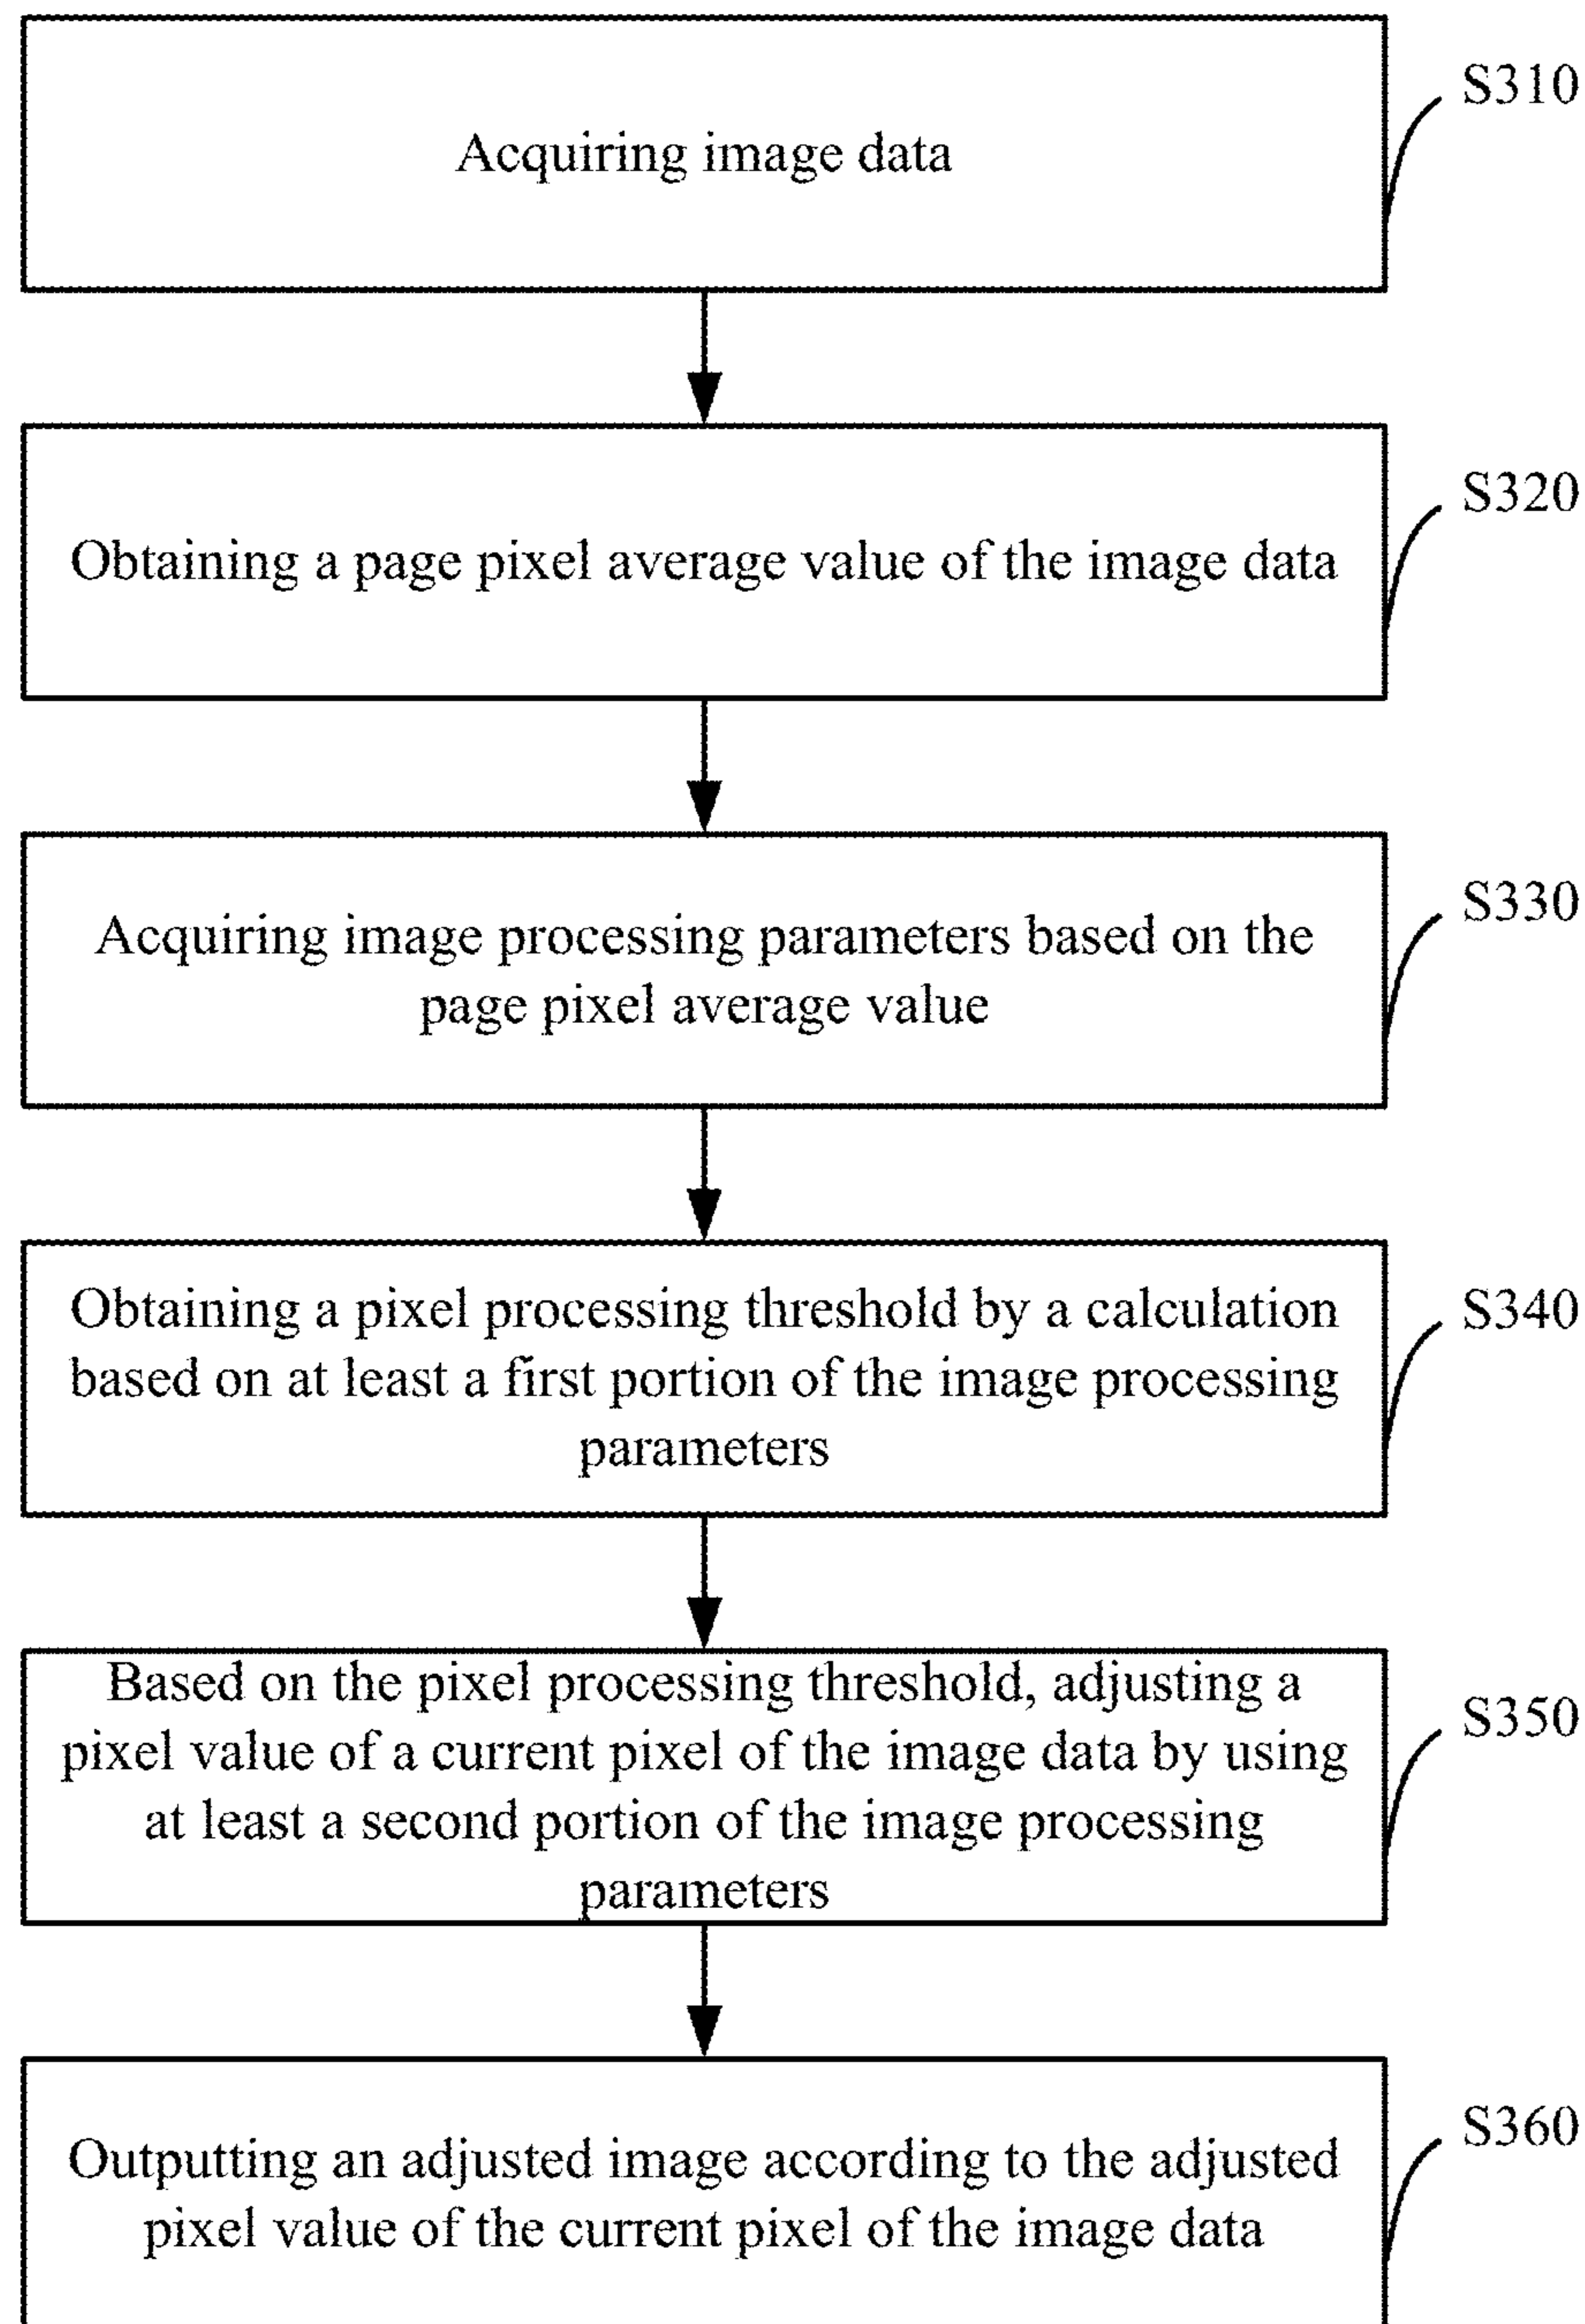 Acquiring image data
S310
Obtaining a page pixel average value of the image data
S320
Acquiring image processing parameters based on the
page pixel average value
S330
Obtaining a pixel processing threshold by a calculation
based on at least a first portion of the image processing
parameters
S340
Based on the pixel processing threshold, adjusting a
pixel value of a current pixel of the image data by using
at least a second portion of the image processing
parameters
S350
Outputting an adjusted image according to the adjusted
pixel value of the current pixel of the image data
S360